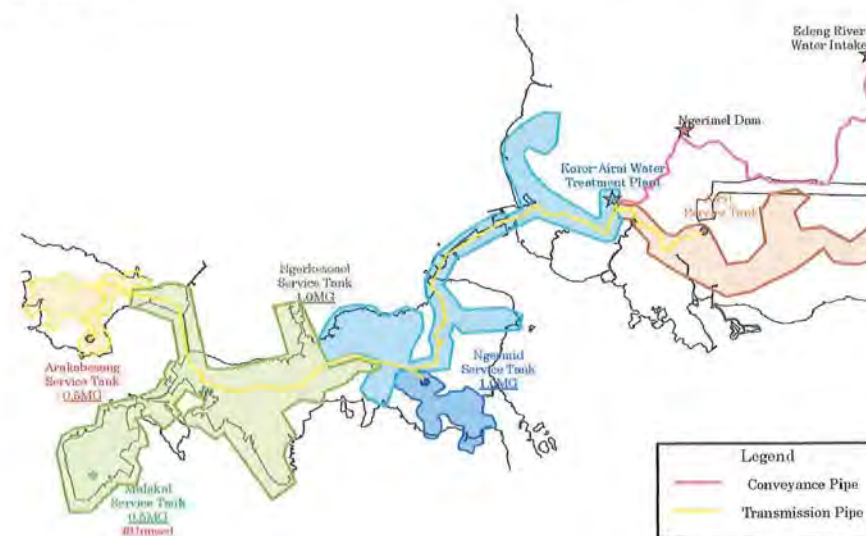 Edeng River
Water Intake
Ngerimel Dam
Koror-Airai Water
Treatment Plant
Service Tank
Ngerkesoaol
Service Tank
1.0MG
Ngermid
Service Tank
1.0MG
Arakabesang
Service Tank
0.5MG
Malakal
Service Tank
0.5MG
#Unused
Legend
Conveyance Pipe
Transmission Pipe